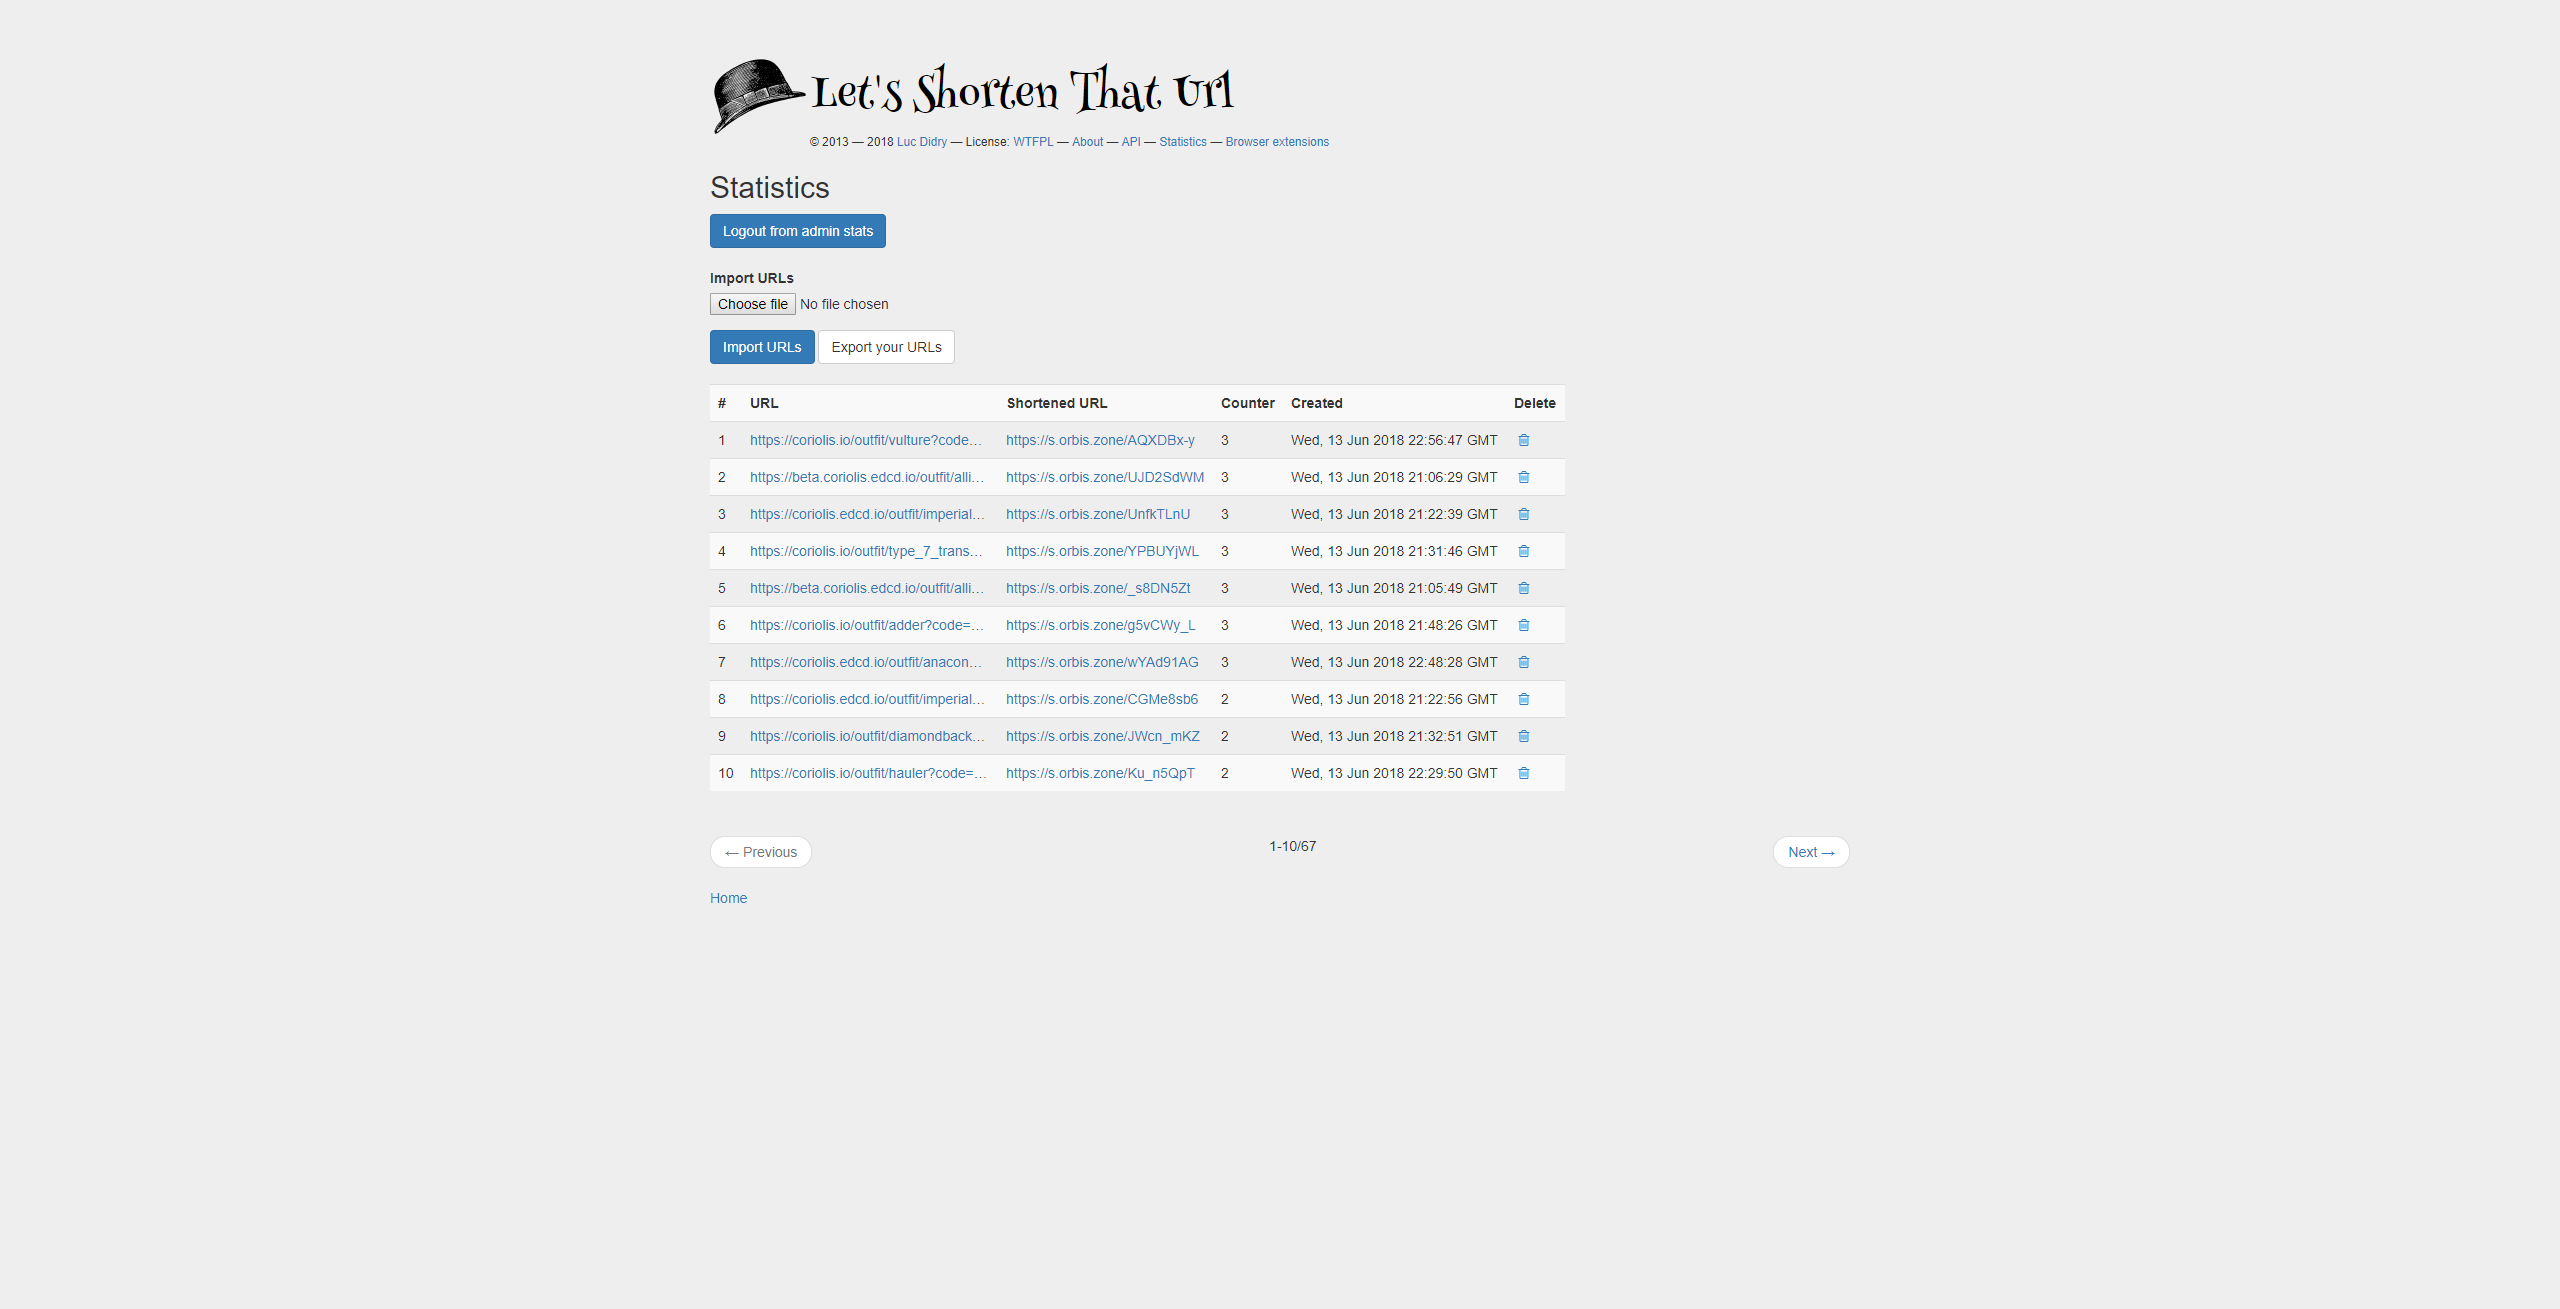 Let's Shorten That Url
© 2013 — 2018 Luc Didry — License: WTFPL — About — API — Statistics — Browser extensions
Statistics
Logout from admin stats
Import URLs
Choose file No file chosen
Import URLs Export your URLs
# URL Shortened URL Counter Created Delete
1 https://coriolis.io/outfit/vulture?code… https://s.orbis.zone/AQXDBx-y 3 Wed, 13 Jun 2018 22:56:47 GMT
2 https://beta.coriolis.edcd.io/outfit/alli… https://s.orbis.zone/UJD2SdWM 3 Wed, 13 Jun 2018 21:06:29 GMT
3 https://coriolis.edcd.io/outfit/imperial… https://s.orbis.zone/UnfkTLnU 3 Wed, 13 Jun 2018 21:22:39 GMT
4 https://coriolis.io/outfit/type_7_trans… https://s.orbis.zone/YPBUYjWL 3 Wed, 13 Jun 2018 21:31:46 GMT
5 https://beta.coriolis.edcd.io/outfit/alli… https://s.orbis.zone/_s8DN5Zt 3 Wed, 13 Jun 2018 21:05:49 GMT
6 https://coriolis.io/outfit/adder?code=… https://s.orbis.zone/g5vCWy_L 3 Wed, 13 Jun 2018 21:48:26 GMT
7 https://coriolis.edcd.io/outfit/anacon… https://s.orbis.zone/wYAd91AG 3 Wed, 13 Jun 2018 22:48:28 GMT
8 https://coriolis.edcd.io/outfit/imperial… https://s.orbis.zone/CGMe8sb6 2 Wed, 13 Jun 2018 21:22:56 GMT
9 https://coriolis.io/outfit/diamondback… https://s.orbis.zone/JWcn_mKZ 2 Wed, 13 Jun 2018 21:32:51 GMT
10 https://coriolis.io/outfit/hauler?code=… https://s.orbis.zone/Ku_n5QpT 2 Wed, 13 Jun 2018 22:29:50 GMT
← Previous 1-10/67 Next →
Home